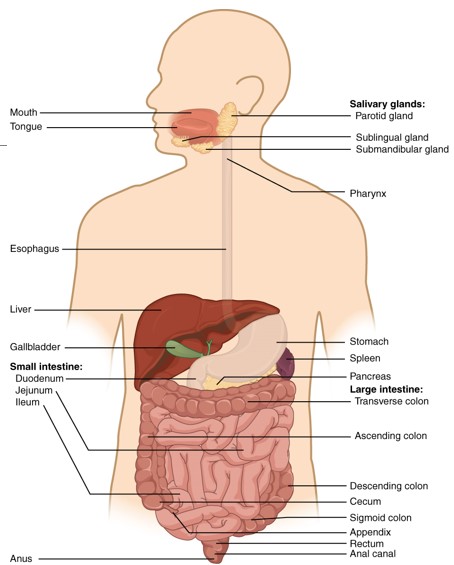 Mouth
Tongue
Esophagus
Liver
Gallbladder
Small intestine:
Duodenum
Jejunum
Ileum
Anus
Salivary glands:
Parotid gland
Sublingual gland
Submandibular gland
Pharynx
Stomach
Spleen
Pancreas
Large intestine:
Transverse colon
Ascending colon
Descending colon
Cecum
Sigmoid colon
Appendix
Rectum
Anal canal